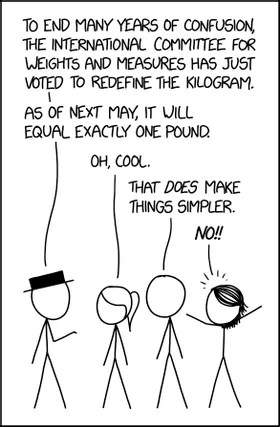 TO END MANY YEARS OF CONFUSION,
THE INTERNATIONAL COMMITTEE FOR
WEIGHTS AND MEASURES HAS JUST
VOTED TO REDEFINE THE KILOGRAM.
AS OF NEXT MAY, IT WILL
EQUAL EXACTLY ONE POUND.
OH, COOL.
THAT DOES MAKE
THINGS SIMPLER.
NO!!